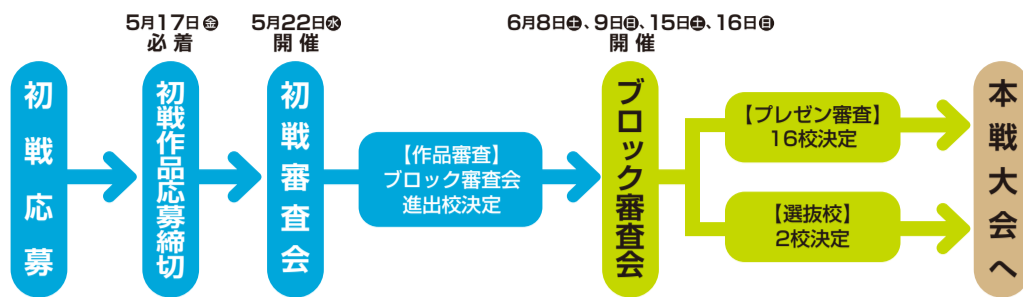 初戦応募
5月17日㊎
必着
初戦作品応募締切
5月22日㊌
開催
初戦審査会
【作品審査】
ブロック審査会
進出校決定
6月8日㊏、9日㊐、15日㊏、16日㊐
開催
ブロック審査会
【プレゼン審査】
16校決定
【選抜校】
2校決定
本戦大会へ